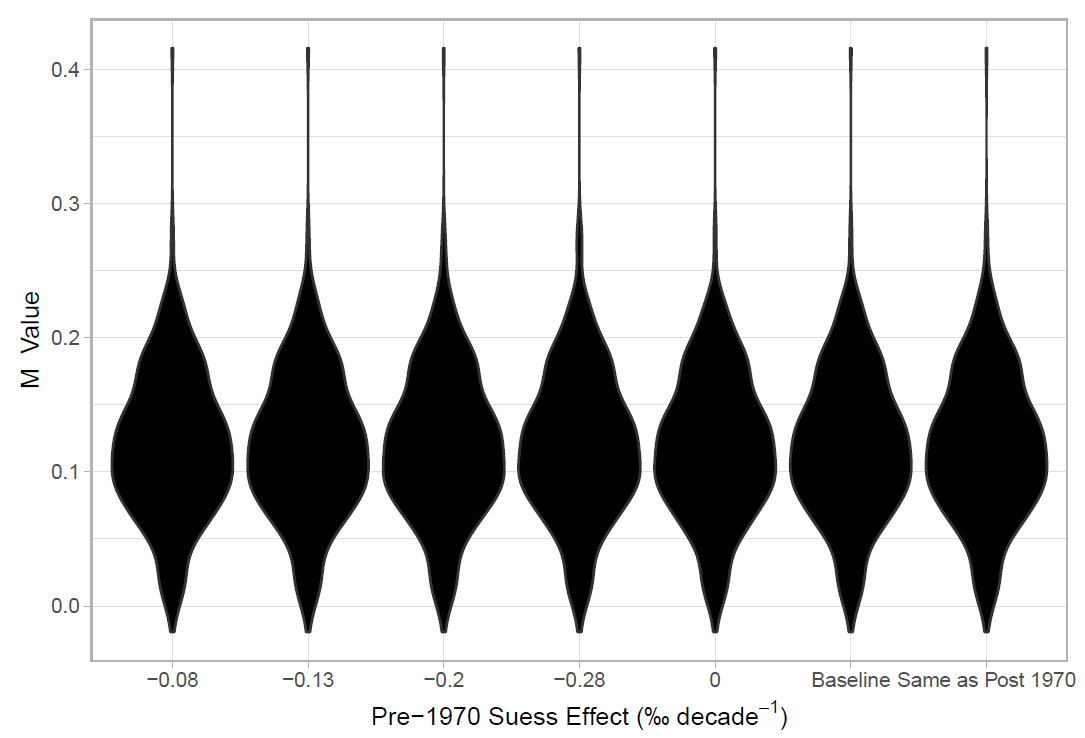 0.4
0.3
0.2
0.1
0.0
M Value
−0.08 −0.13 −0.2 −0.28 0 Baseline Same as Post 1970
Pre−1970 Suess Effect (‰ decade⁻¹)